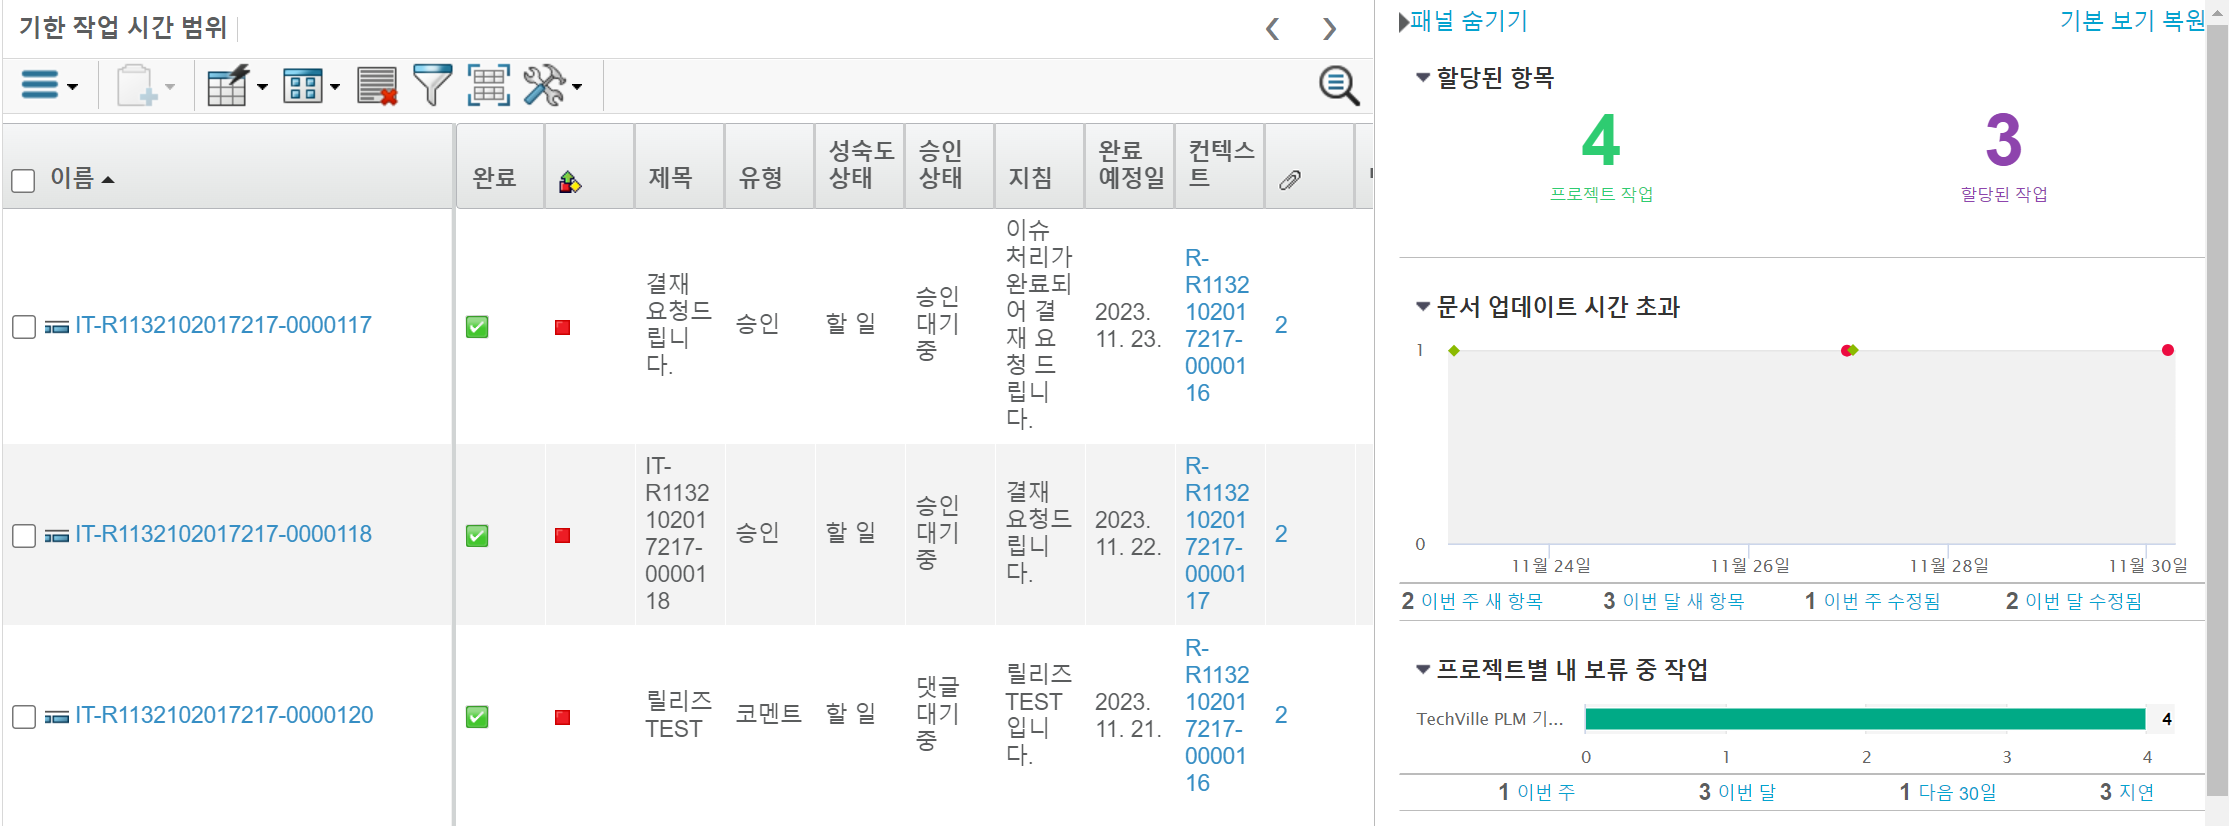 기한 작업 시간 범위
이름
완료
제목
유형
성숙도
상태
승인
상태
지침
완료
예정일
컨텍스
트
IT-R1132102017217-0000117
결재
요청드
립니
다.
승인
할 일
승인
대기
중
이슈
처리가
완료되
어 결
재 요
청 드
립니
다.
2023.
11. 23.
R-
R1132
10201
7217-
00001
16
2
IT-R1132102017217-0000118
IT-
R1132
10201
7217-
00001
18
승인
할 일
승인
대기
중
결재
요청드
립니
다.
2023.
11. 22.
R-
R1132
10201
7217-
00001
17
2
IT-R1132102017217-0000120
릴리즈
TEST
코멘트
할 일
댓글
대기
중
릴리즈
TEST
입니
다.
2023.
11. 21.
R-
R1132
10201
7217-
00001
16
2
패널 숨기기
기본 보기 복원
할당된 항목
4
프로젝트 작업
3
할당된 작업
문서 업데이트 시간 초과
1
0
11월 24일 11월 26일 11월 28일 11월 30일
2 이번 주 새 항목 3 이번 달 새 항목 1 이번 주 수정됨 2 이번 달 수정됨
프로젝트별 내 보류 중 작업
TechVille PLM 기... 4
0 1 2 3 4
1 이번 주 3 이번 달 1 다음 30일 3 지연